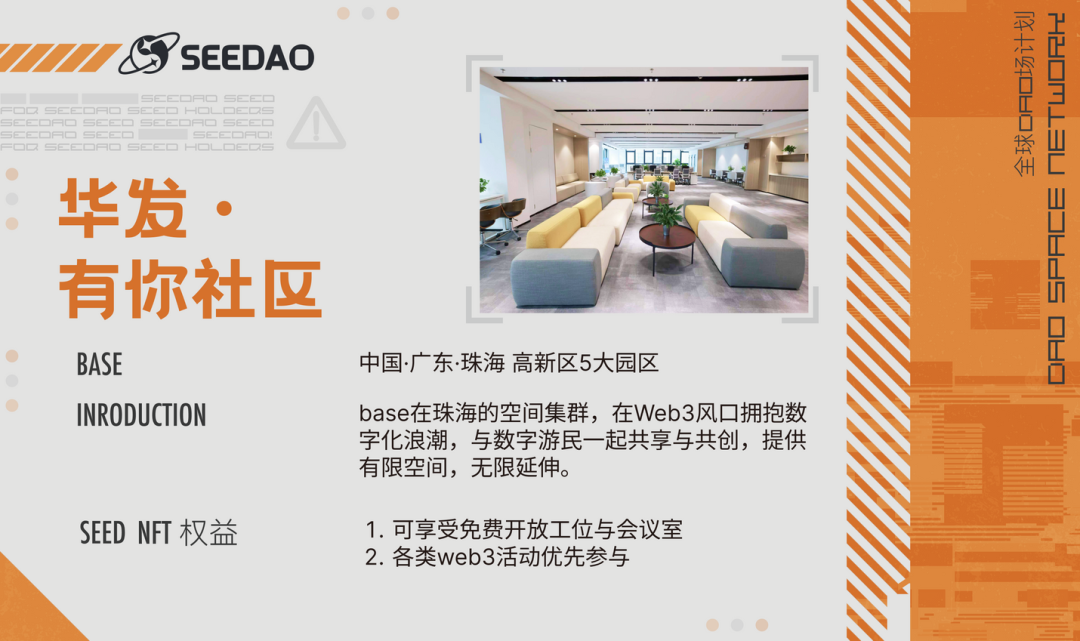 SEEDAO
SEEDAO SEED
FOR SEEDAO SEED HOLDERS
SEEDAO SEED SEEDAO SEED
SEEDAO SEED SEEDAO!
FOR SEEDAO SEED HOLDERS
华发·
有你社区
BASE
中国·广东·珠海 高新区5大园区
INRODUCTION
base在珠海的空间集群，在Web3风口拥抱数
字化浪潮，与数字游民一起共享与共创，提供
有限空间，无限延伸。
SEED NFT 权益
1. 可享受免费开放工位与会议室
2. 各类web3活动优先参与
全球DAO场计划
DAO SPACE NETWORK